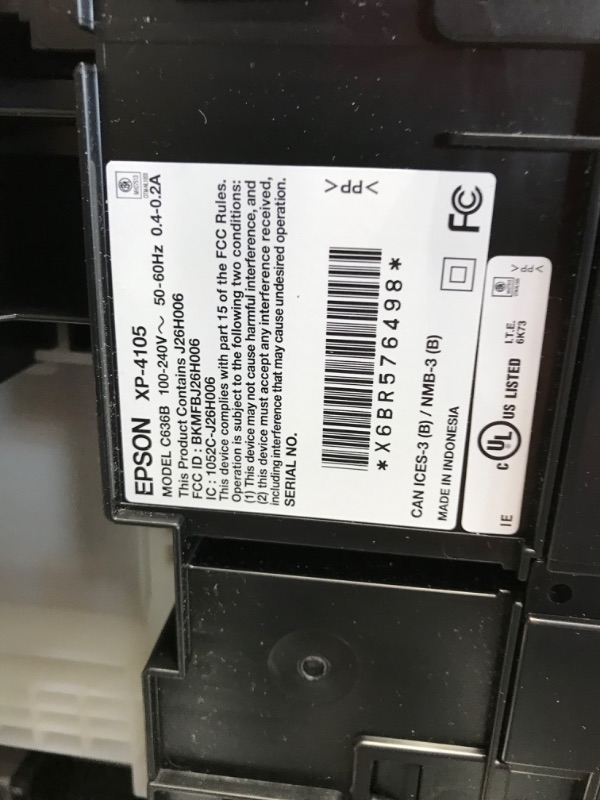 EPSON XP-4105
MODEL C636B 100-240V～ 50-60Hz 0.4-0.2A
This Product Contains J26H006
FCC ID : BKMFBJ26H006
IC : 1052C-J26H006
This device complies with part 15 of the FCC Rules.
Operation is subject to the following two conditions:
(1) This device may not cause harmful interference, and
(2) this device must accept any interference received,
including interference that may cause undesired operation.
SERIAL NO.
>PP<
*X6BR576498*
CAN ICES-3 (B) / NMB-3 (B)
MADE IN INDONESIA
FC
IE
C UL US LISTED
I.T.E.
6K73
>PP<